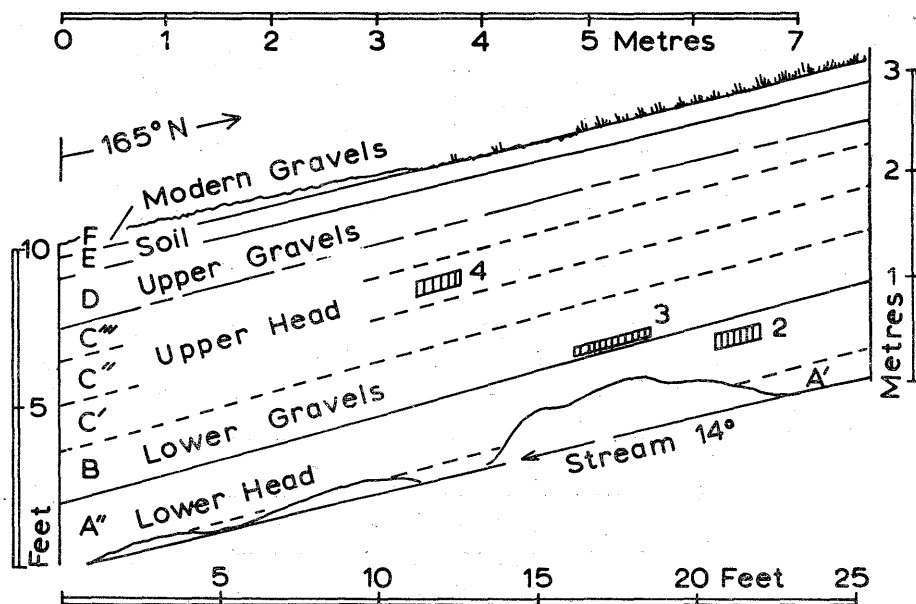 0 1 2 3 4 5 Metres 7
3
165°N
Modern Gravels
2
F
10 E Soil
D Upper Gravels
4
1
C''' Upper Head
3
2
C''
Metres
5
C'
A'
B Lower Gravels
Stream 14°
A'' Lower Head
Feet
5 10 15 20 Feet 25